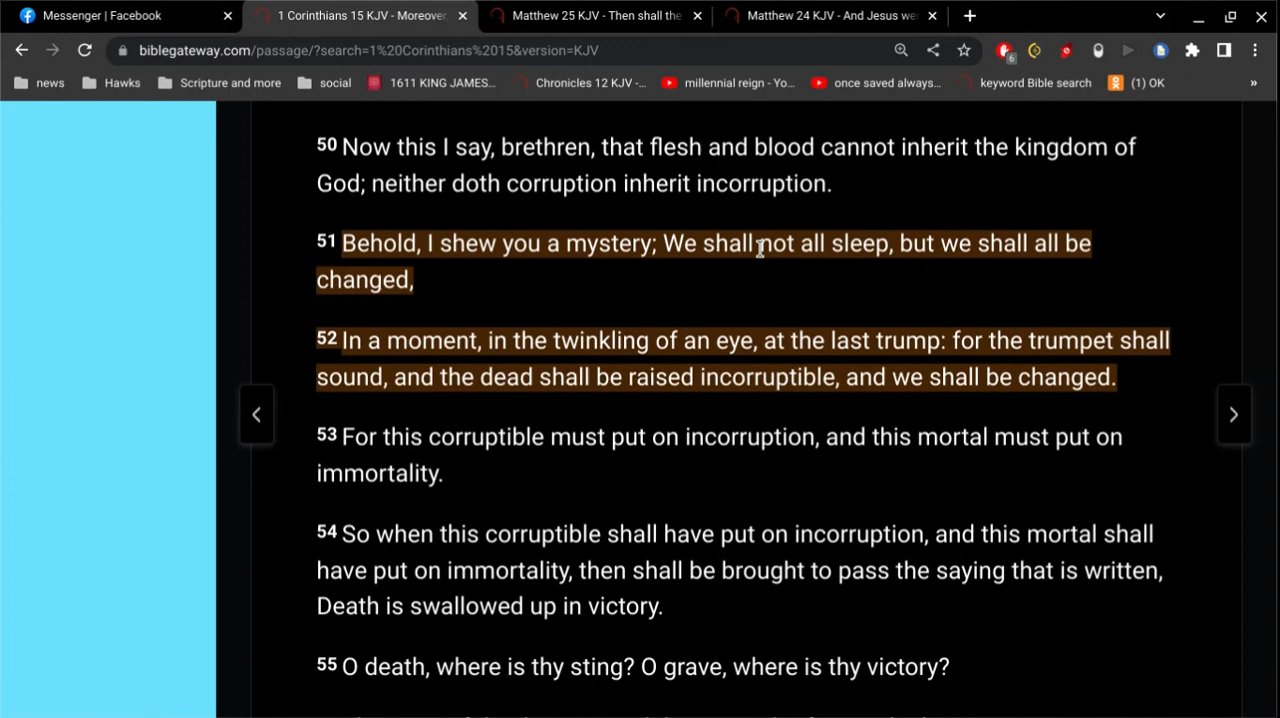 Messenger | Facebook
1 Corinthians 15 KJV - Moreover,
Matthew 25 KJV - Then shall the
Matthew 24 KJV - And Jesus we
biblegateway.com/passage/?search=1%20Corinthians%2015&version=KJV
6
news
Hawks
Scripture and more
social
1611 KING JAMES...
Chronicles 12 KJV -...
millennial reign - Yo...
once saved always...
keyword Bible search
(1) OK
»
50 Now this I say, brethren, that flesh and blood cannot inherit the kingdom of
God; neither doth corruption inherit incorruption.
51 Behold, I shew you a mystery; We shall not all sleep, but we shall all be
changed,
52 In a moment, in the twinkling of an eye, at the last trump: for the trumpet shall
sound, and the dead shall be raised incorruptible, and we shall be changed.
53 For this corruptible must put on incorruption, and this mortal must put on
immortality.
54 So when this corruptible shall have put on incorruption, and this mortal shall
have put on immortality, then shall be brought to pass the saying that is written,
Death is swallowed up in victory.
55 O death, where is thy sting? O grave, where is thy victory?